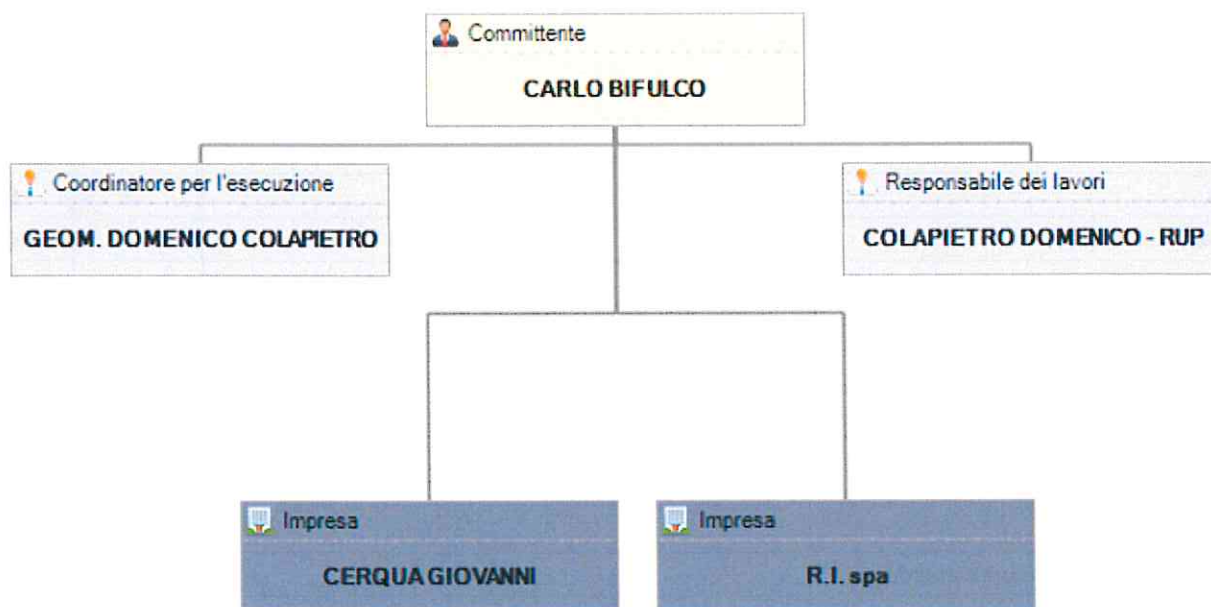 Committente
CARLO BIFULCO
Coordinatore per l'esecuzione
GEOM. DOMENICO COLAPIETRO
Responsabile dei lavori
COLAPIETRO DOMENICO - RUP
Impresa
CERQUA GIOVANNI
Impresa
R.I. spa